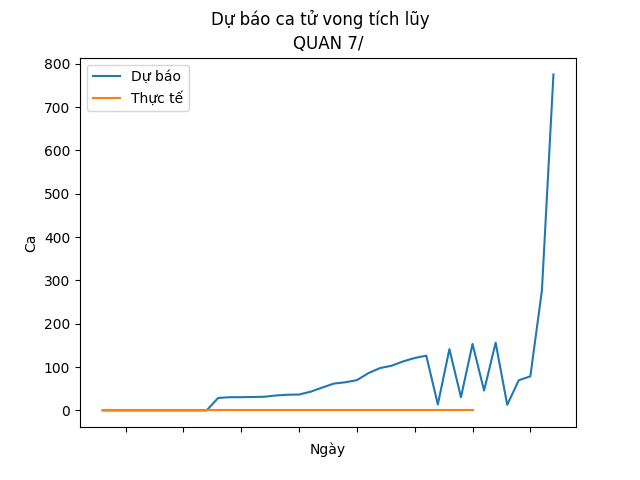 Dự báo ca tử vong tích lũy
QUAN 7/
Dự báo
Thực tế
800
700
600
500
400
300
200
100
0
Ca
Ngày